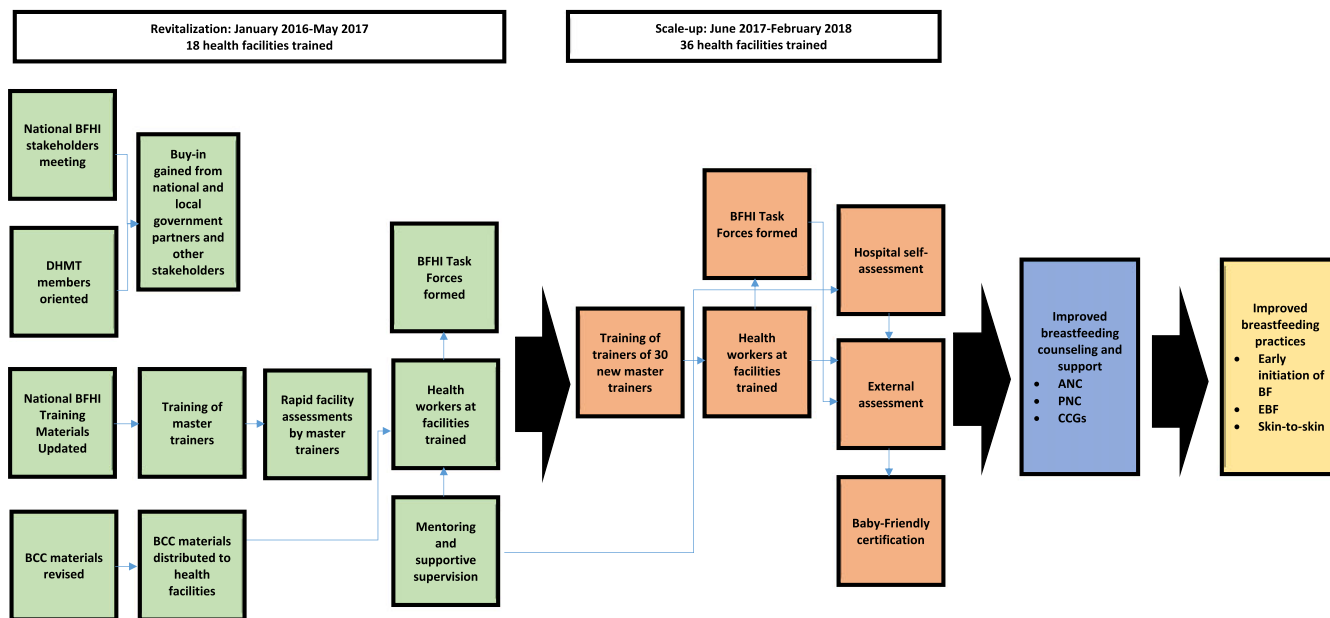 Revitalization: January 2016-May 2017
18 health facilities trained
Scale-up: June 2017-February 2018
36 health facilities trained
National BFHI
stakeholders
meeting
Buy-in
gained from
national and
local
government
partners and
other
stakeholders
DHMT
members
oriented
National BFHI
Training
Materials
Updated
Training of
master
trainers
Rapid facility
assessments
by master
trainers
BCC materials
revised
BCC materials
distributed to
health
facilities
BFHI Task
Forces
formed
Health
workers at
facilities
trained
Mentoring
and
supportive
supervision
Training of
trainers of 30
new master
trainers
BFHI Task
Forces formed
Health
workers at
facilities
trained
Hospital self-
assessment
External
assessment
Baby-Friendly
certification
Improved
breastfeeding
counseling and
support
• ANC
• PNC
• CCGs
Improved
breastfeeding
practices
• Early
initiation of
BF
• EBF
• Skin-to-skin